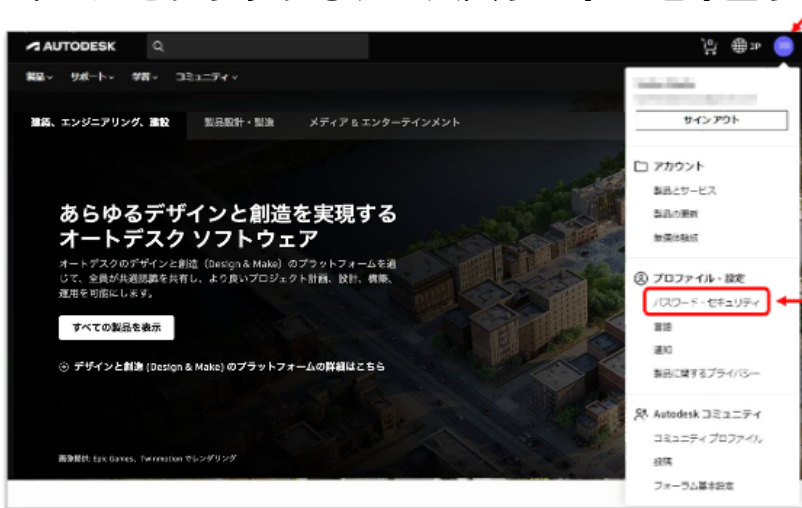 AUTODESK
JP
製品 サポート 学習 コミュニティ
建築、エンジニアリング、建設 製品設計・製造 メディア & エンターテインメント
あらゆるデザインと創造を実現する
オートデスク ソフトウェア
オートデスクのデザインと創造 (Design & Make) のプラットフォームを通
じて、全員が共通認識を共有し、より良いプロジェクト計画、設計、構築、
運用を可能にします。
すべての製品を表示
デザインと創造 (Design & Make) のプラットフォームの詳細はこちら
画像提供: Epic Games、Twinmotion でレンダリング
サインアウト
アカウント
製品とサービス
製品の更新
無償体験版
プロファイル・設定
パスワード・セキュリティ
言語
通知
製品に関するプライバシー
Autodesk コミュニティ
コミュニティ プロファイル
投稿
フォーラム基本設定